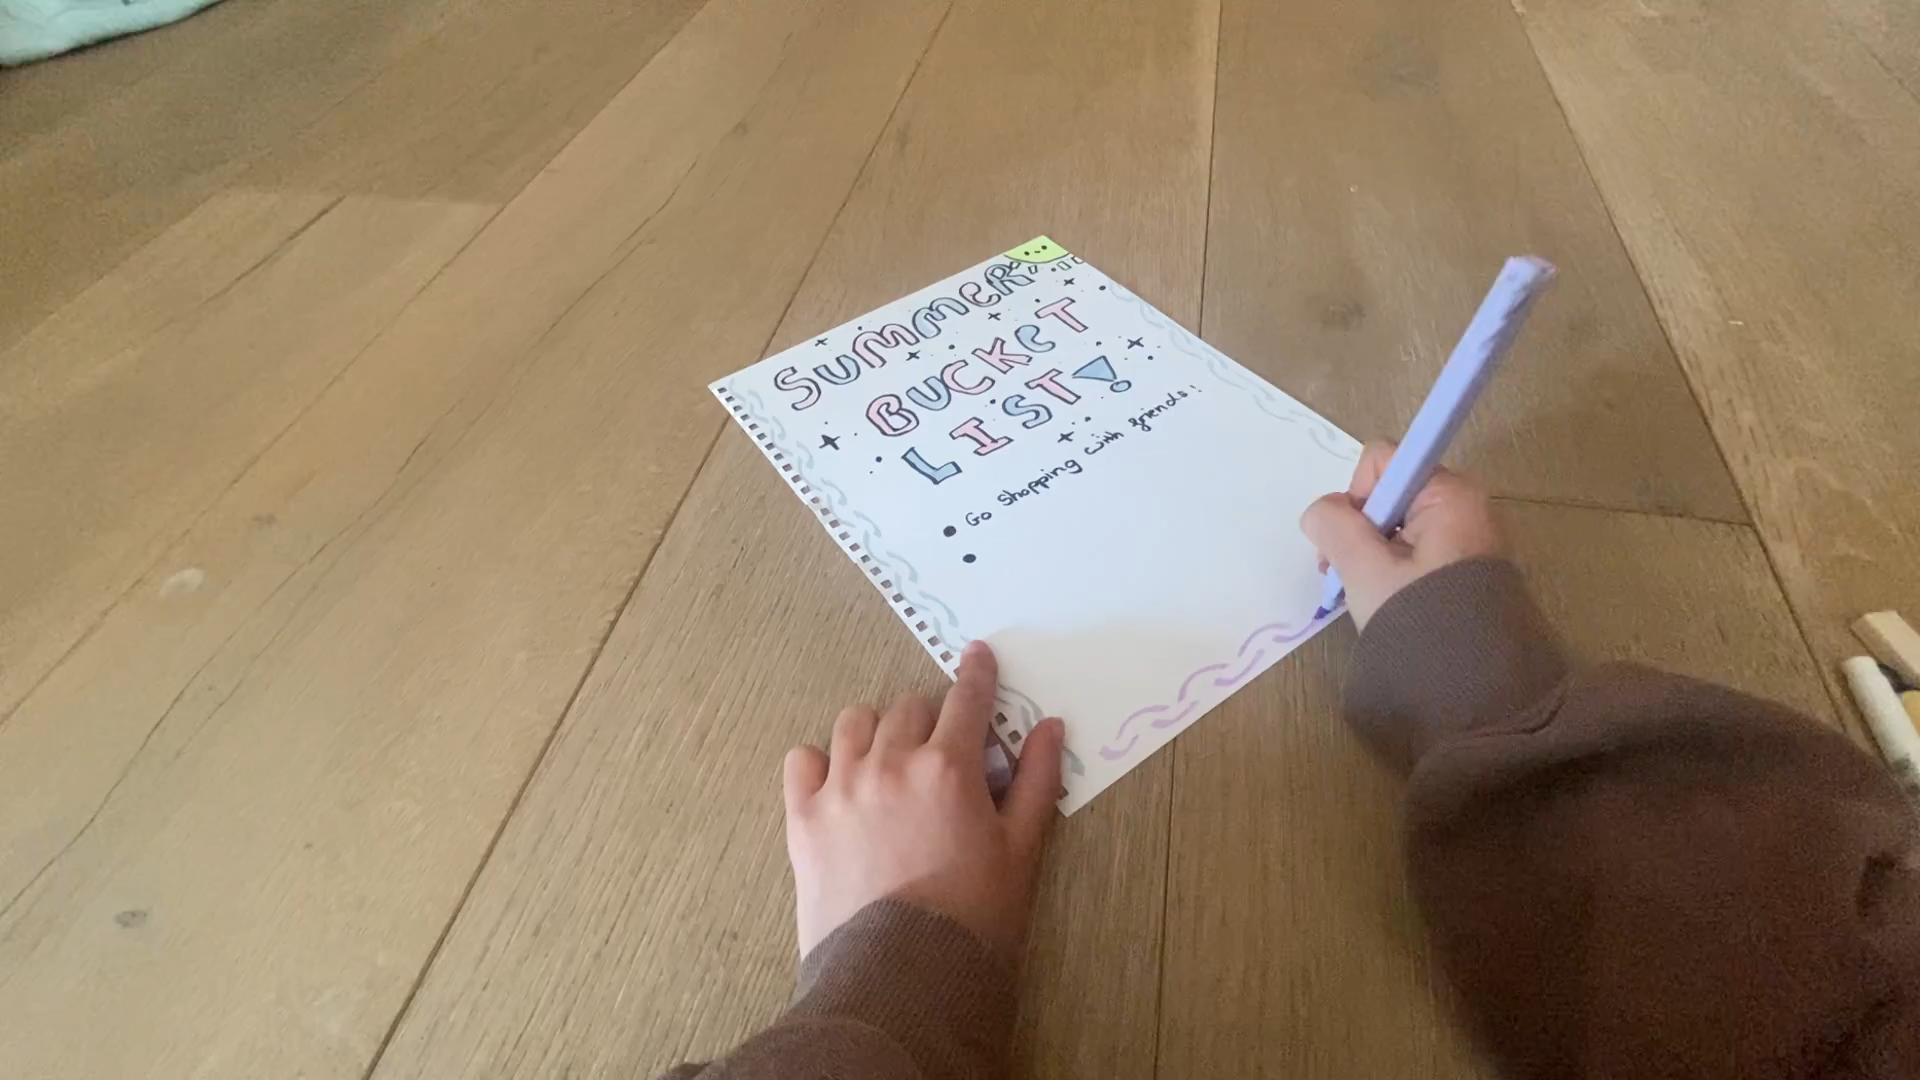 SUMMER
BUCKET
LIST!
• Go shopping with friends!
•